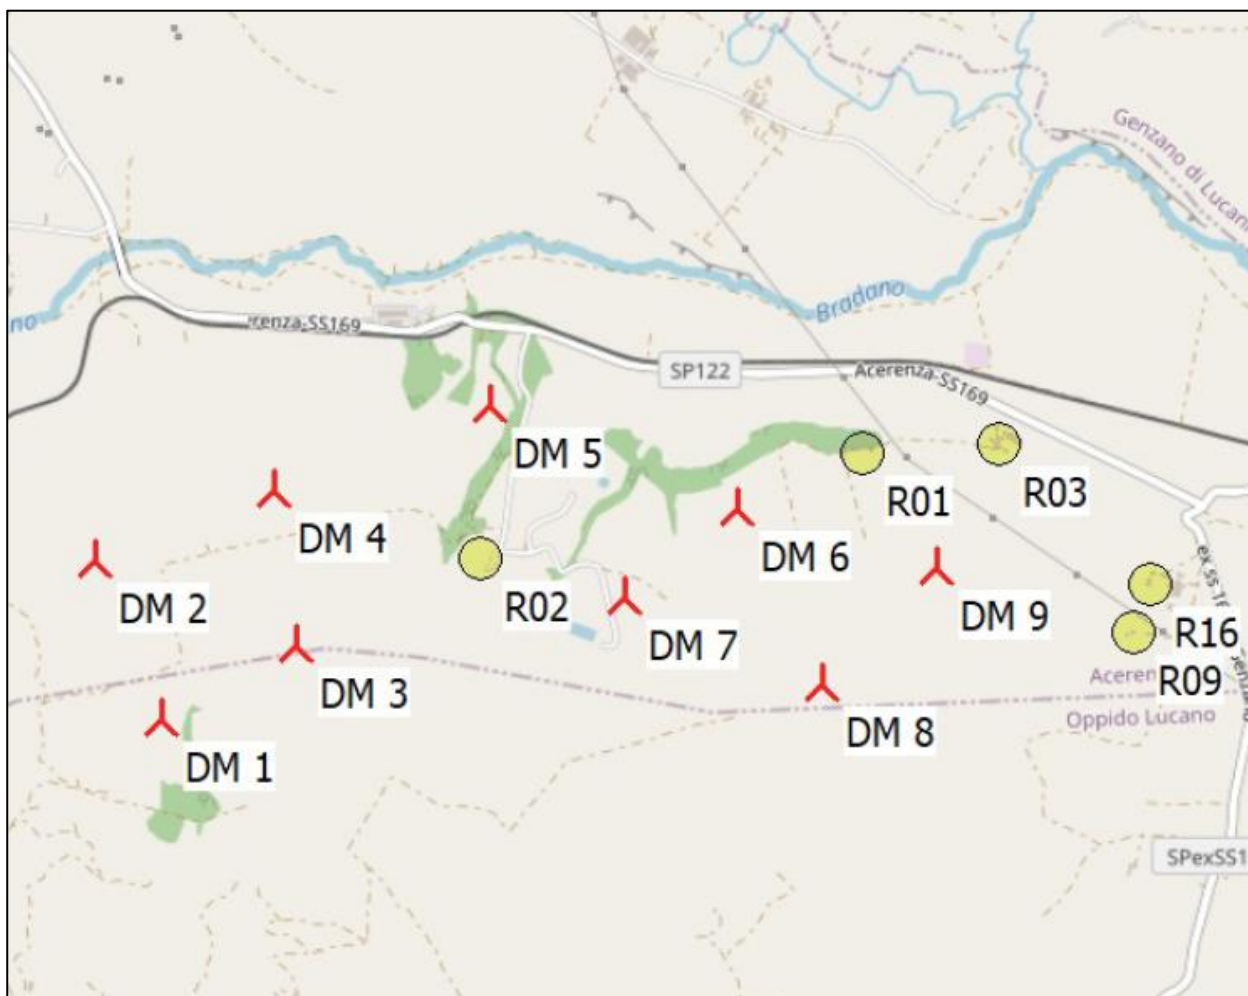 Genzano di Lucan
Bradano
no
renza-SS169
SP122
Acerenza-SS169
DM 5
R01
R03
DM 4
DM 6
DM 2
R02
DM 9
DM 7
R16
DM 3
R09
Aceren
Oppido Lucano
DM 8
DM 1
ex ss 16
SPexSS1